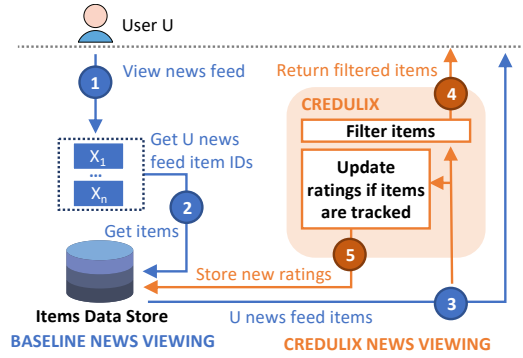 User U
1
View news feed
Return filtered items
4
CREDULIX
Filter items
Get U news
feed item IDs
X1
...
Xn
Update
ratings if items
are tracked
2
Get items
5
Store new ratings
3
Items Data Store
U news feed items
BASELINE NEWS VIEWING
CREDULIX NEWS VIEWING